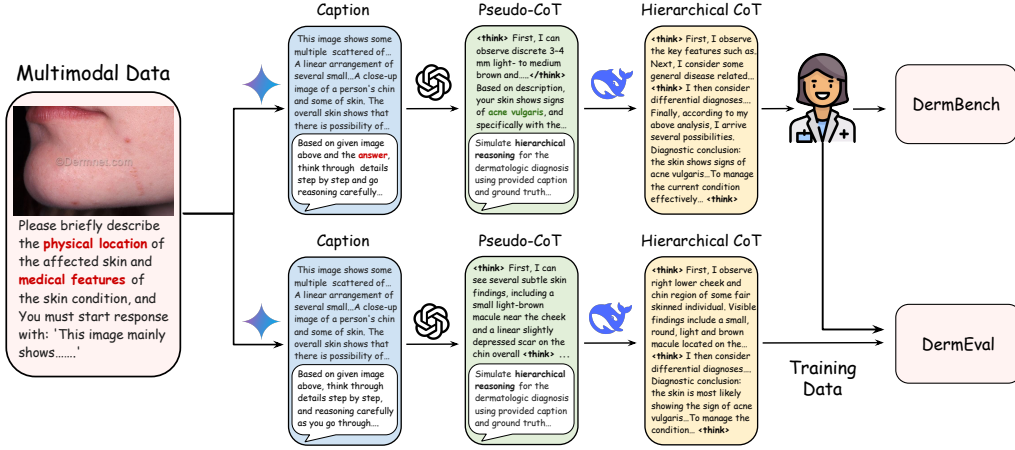 Multimodal Data
©Dermnet.com
Please briefly describe
the physical location of
the affected skin and
medical features of
the skin condition, and
You must start response
with: 'This image mainly
shows…….'
Caption
This image shows some
multiple scattered of…
A linear arrangement of
several small…A close-up
image of a person's chin
and some of skin. The
overall skin shows that
there is possibility of…
Based on given image
above and the answer,
think through details
step by step and go
reasoning carefully…
Pseudo-CoT
<think> First, I can
observe discrete 3–4
mm light- to medium
brown and…..</think>
Based on description,
your skin shows signs
of acne vulgaris, and
specifically with the…
Simulate hierarchical
reasoning for the
dermatologic diagnosis
using provided caption
and ground truth…
Hierarchical CoT
<think> First, I observe
the key features such as.
Next, I consider some
general disease related…
<think> I then consider
differential diagnoses….
Finally, according to my
above analysis, I arrive
several possibilities.
Diagnostic conclusion:
the skin shows signs of
acne vulgaris…To manage
the current condition
effectively… <think>
DermBench
Caption
This image shows some
multiple scattered of…
A linear arrangement of
several small…A close-up
image of a person's chin
and some of skin. The
overall skin shows that
there is possibility of…
Based on given image
above, think through
details step by step,
and reasoning carefully
as you go through….
Pseudo-CoT
<think> First, I can
see several subtle skin
findings, including a
small light-brown
macule near the cheek
and a linear slightly
depressed scar on the
chin overall <think> ...
Simulate hierarchical
reasoning for the
dermatologic diagnosis
using provided caption
and ground truth…
Hierarchical CoT
<think> First, I observe
right lower cheek and
chin region of some fair
skinned individual. Visible
findings include a small,
round, light and brown
macule located on the…
<think> I then consider
differential diagnoses….
Diagnostic conclusion:
the skin is most likely
showing the sign of acne
vulgaris…To manage the
condition… <think>
Training
Data
DermEval